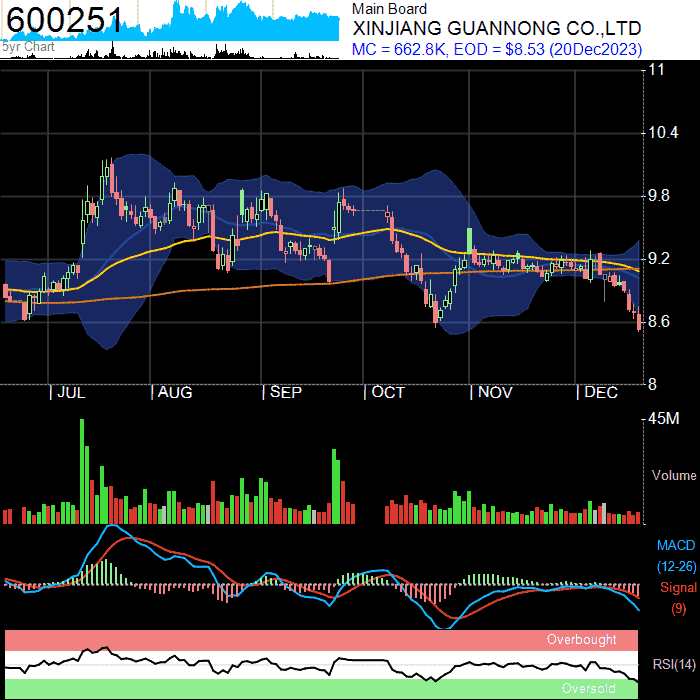 600251
5yr Chart
Main Board
XINJIANG GUANNONG CO.,LTD
MC = 662.8K, EOD = $8.53 (20Dec2023)
11
10.4
9.8
9.2
8.6
8
JUL AUG SEP OCT NOV DEC
45M
Volume
MACD
(12-26)
Signal
(9)
Overbought
RSI(14)
Oversold